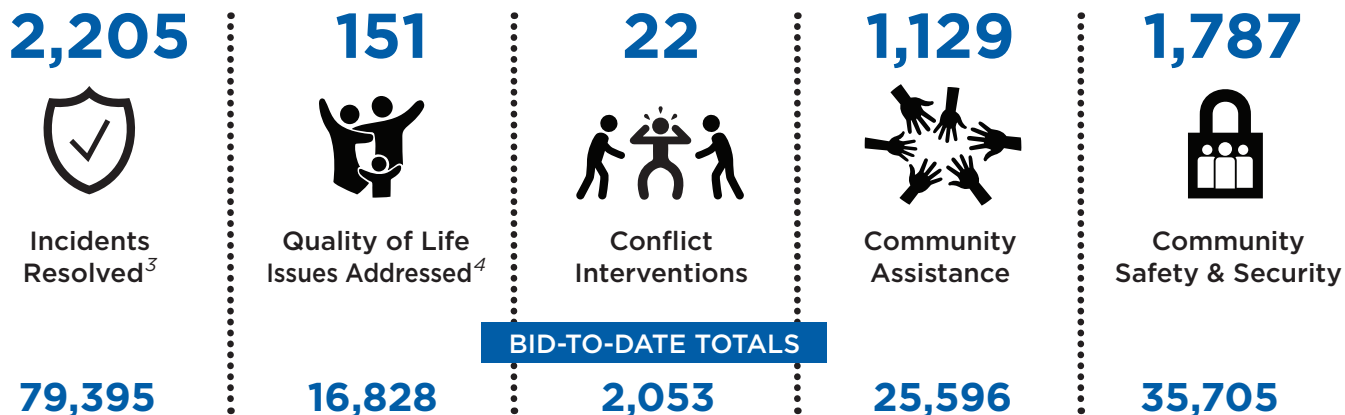 2,205
151
22
1,129
1,787
Incidents
Resolved3
Quality of Life
Issues Addressed4
Conflict
Interventions
Community
Assistance
Community
Safety & Security
BID-TO-DATE TOTALS
79,395
16,828
2,053
25,596
35,705